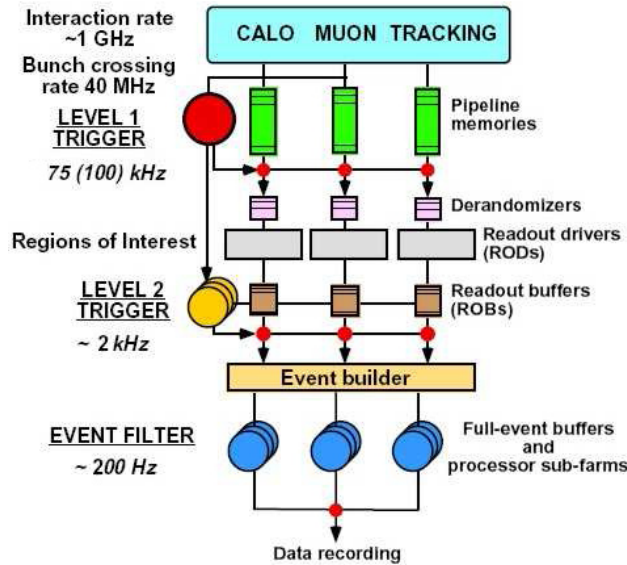 Interaction rate
~1 GHz
CALO MUON TRACKING
Bunch crossing
rate 40 MHz
LEVEL 1
TRIGGER
75 (100) kHz
Pipeline
memories
Derandomizers
Regions of Interest
Readout drivers
(RODs)
LEVEL 2
TRIGGER
~ 2 kHz
Readout buffers
(ROBs)
Event builder
EVENT FILTER
~ 200 Hz
Full-event buffers
and
processor sub-farms
Data recording